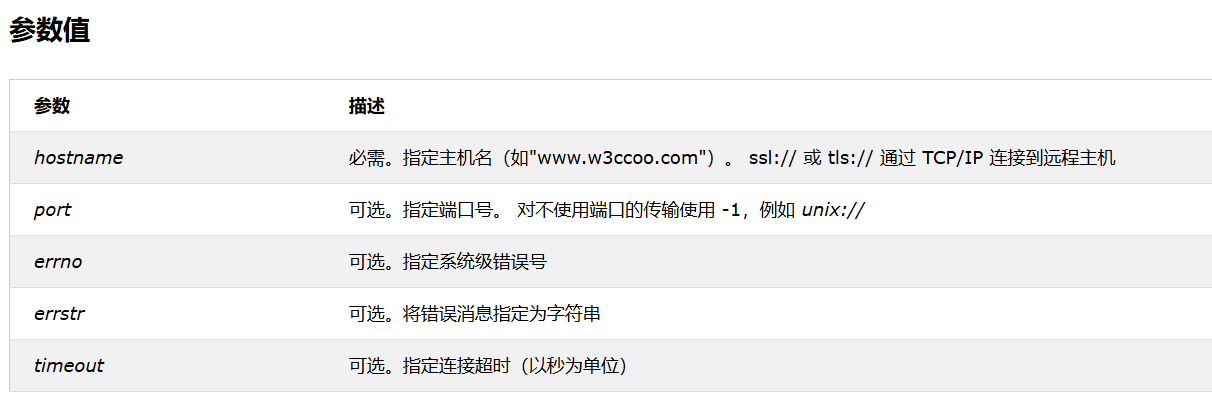 参数值
参数 描述
hostname 必需。指定主机名（如"www.w3ccoo.com"）。 ssl:// 或 tls:// 通过 TCP/IP 连接到远程主机
port 可选。指定端口号。 对不使用端口的传输使用 -1，例如 unix://
errno 可选。指定系统级错误号
errstr 可选。将错误消息指定为字符串
timeout 可选。指定连接超时（以秒为单位）